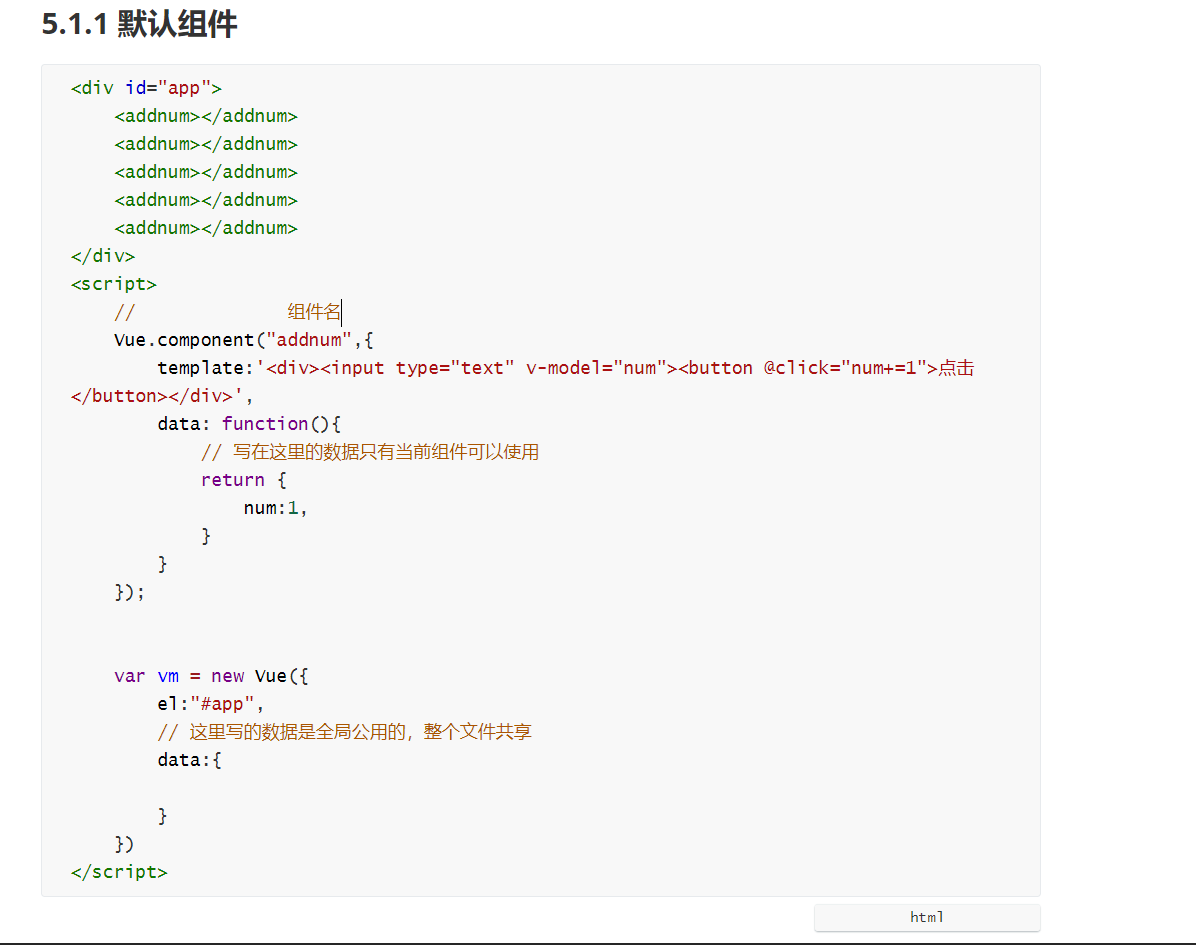 5.1.1 默认组件
<div id="app">
    <addnum></addnum>
    <addnum></addnum>
    <addnum></addnum>
    <addnum></addnum>
    <addnum></addnum>
</div>
<script>
    //              组件名
    Vue.component("addnum",{
        template:'<div><input type="text" v-model="num"><button @click="num+=1">点击
</button></div>',
        data: function(){
            // 写在这里的数据只有当前组件可以使用
            return {
                num:1,
            }
        }
    });
    var vm = new Vue({
        el:"#app",
        // 这里写的数据是全局公用的，整个文件共享
        data:{
        }
    })
</script>
html